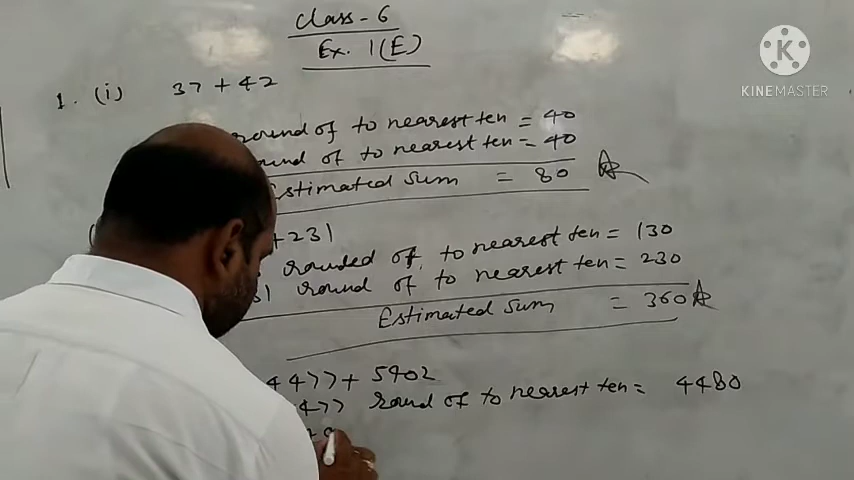 Class - 6
Ex. 1(E)
K
KINEMASTER
1. (i) 37 + 42
round of to nearest ten = 40
round of to nearest ten = 40
Estimated Sum = 80
+ 231
rounded of to nearest ten = 130
round of to nearest ten = 230
Estimated Sum = 360
4477 + 5902
477 round of to nearest ten = 4480